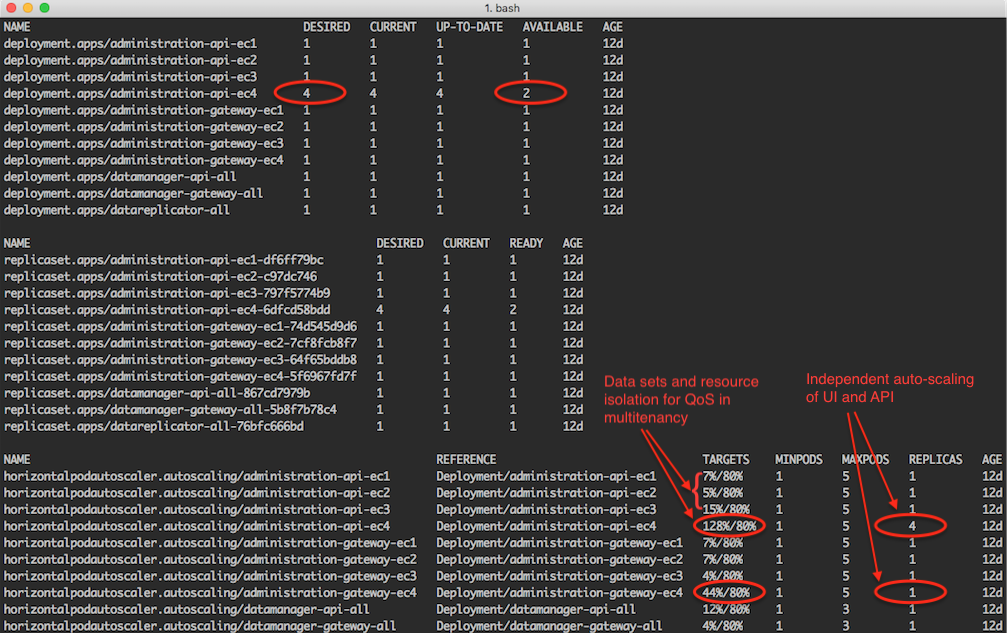 1. bash
NAME DESIRED CURRENT UP-TO-DATE AVAILABLE AGE
deployment.apps/administration-api-ec1 1 1 1 1 12d
deployment.apps/administration-api-ec2 1 1 1 1 12d
deployment.apps/administration-api-ec3 1 1 1 1 12d
deployment.apps/administration-api-ec4 4 4 4 2 12d
deployment.apps/administration-gateway-ec1 1 1 1 1 12d
deployment.apps/administration-gateway-ec2 1 1 1 1 12d
deployment.apps/administration-gateway-ec3 1 1 1 1 12d
deployment.apps/administration-gateway-ec4 1 1 1 1 12d
deployment.apps/datamanager-api-all 1 1 1 1 12d
deployment.apps/datamanager-gateway-all 1 1 1 1 12d
deployment.apps/datareplicator-all 1 1 1 1 12d
NAME DESIRED CURRENT READY AGE
replicaset.apps/administration-api-ec1-df6ff79bc 1 1 1 12d
replicaset.apps/administration-api-ec2-c97dc746 1 1 1 12d
replicaset.apps/administration-api-ec3-797f5774b9 1 1 1 12d
replicaset.apps/administration-api-ec4-6dfcd58bdd 4 4 2 12d
replicaset.apps/administration-gateway-ec1-74d545d9d6 1 1 1 12d
replicaset.apps/administration-gateway-ec2-7cf8fcb8f7 1 1 1 12d
replicaset.apps/administration-gateway-ec3-64f65bddb8 1 1 1 12d
replicaset.apps/administration-gateway-ec4-5f6967fd7f 1 1 1 12d
replicaset.apps/datamanager-api-all-867cd7979b 1 1 1 12d
replicaset.apps/datamanager-gateway-all-5b8f7b78c4 1 1 1 12d
replicaset.apps/datareplicator-all-76bfc666bd 1 1 1 12d
Data sets and resource
isolation for QoS in
multitenancy
Independent auto-scaling
of UI and API
NAME REFERENCE TARGETS MINPODS MAXPODS REPLICAS AGE
horizontalpodautoscaler.autoscaling/administration-api-ec1 Deployment/administration-api-ec1 7%/80% 1 5 1 12d
horizontalpodautoscaler.autoscaling/administration-api-ec2 Deployment/administration-api-ec2 5%/80% 1 5 1 12d
horizontalpodautoscaler.autoscaling/administration-api-ec3 Deployment/administration-api-ec3 15%/80% 1 5 1 12d
horizontalpodautoscaler.autoscaling/administration-api-ec4 Deployment/administration-api-ec4 128%/80% 1 5 4 12d
horizontalpodautoscaler.autoscaling/administration-gateway-ec1 Deployment/administration-gateway-ec1 7%/80% 1 5 1 12d
horizontalpodautoscaler.autoscaling/administration-gateway-ec2 Deployment/administration-gateway-ec2 7%/80% 1 5 1 12d
horizontalpodautoscaler.autoscaling/administration-gateway-ec3 Deployment/administration-gateway-ec3 4%/80% 1 5 1 12d
horizontalpodautoscaler.autoscaling/administration-gateway-ec4 Deployment/administration-gateway-ec4 44%/80% 1 5 1 12d
horizontalpodautoscaler.autoscaling/datamanager-api-all Deployment/datamanager-api-all 12%/80% 1 3 1 12d
horizontalpodautoscaler.autoscaling/datamanager-gateway-all Deployment/datamanager-gateway-all 4%/80% 1 3 1 12d